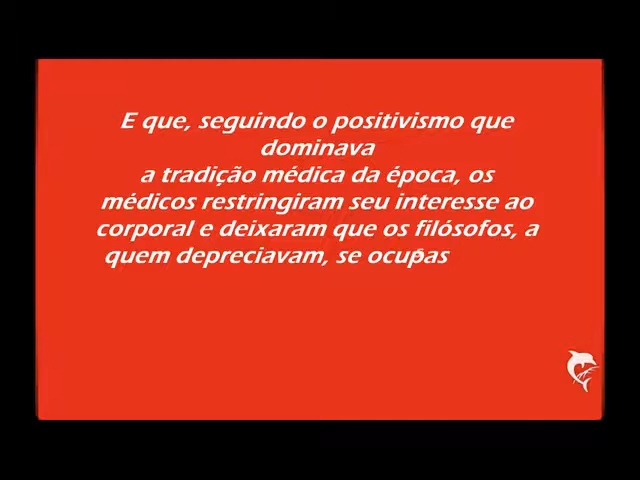 E que, seguindo o positivismo que
dominava
a tradição médica da época, os
médicos restringiram seu interesse ao
corporal e deixaram que os filósofos, a
quem depreciavam, se ocupas